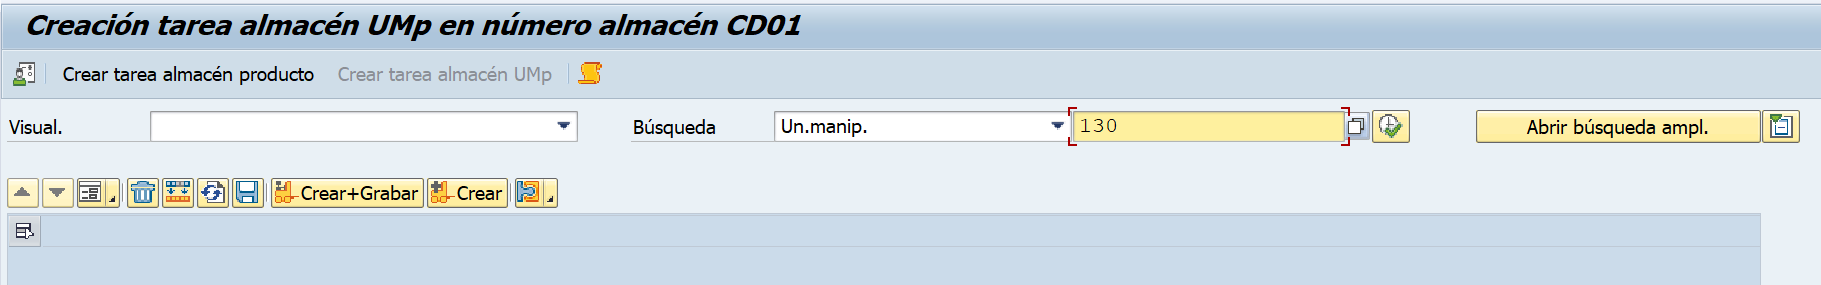 Creación tarea almacén UMp en número almacén CD01
Crear tarea almacén producto Crear tarea almacén UMp
Visual. Búsqueda Un.manip. 130 Abrir búsqueda ampl.
Crear+Grabar Crear